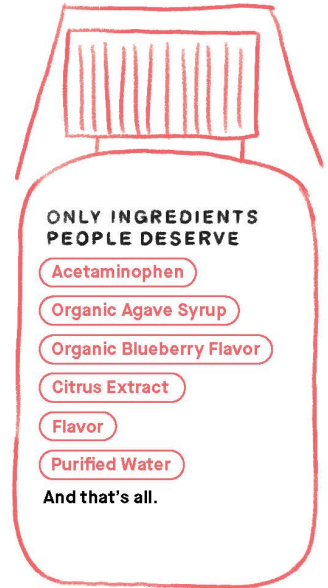 ONLY INGREDIENTS
PEOPLE DESERVE
Acetaminophen
Organic Agave Syrup
Organic Blueberry Flavor
Citrus Extract
Flavor
Purified Water
And that's all.